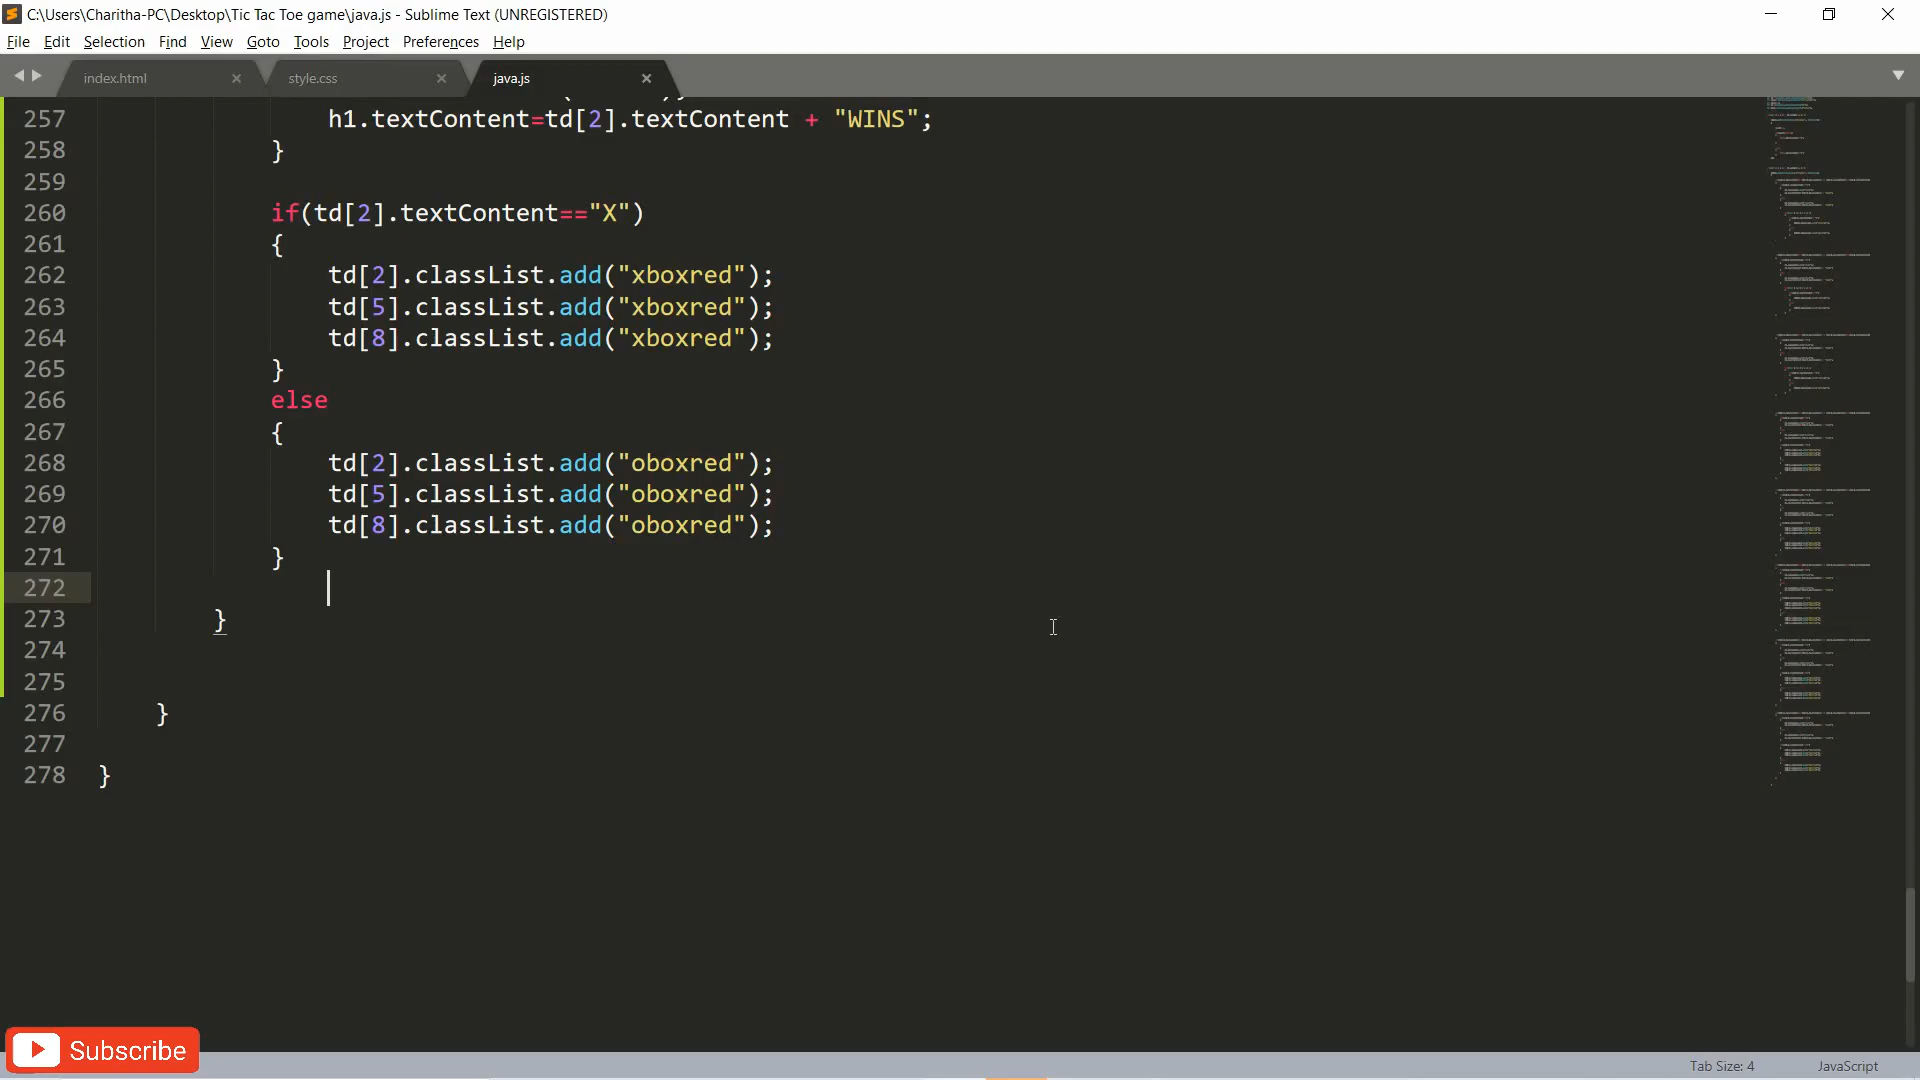 C:\Users\Charitha-PC\Desktop\Tic Tac Toe game\java.js - Sublime Text (UNREGISTERED)
File Edit Selection Find View Goto Tools Project Preferences Help
index.html style.css java.js
257 h1.textContent=td[2].textContent + "WINS";
258 }
259
260 if(td[2].textContent=="X")
261 {
262 td[2].classList.add("xboxred");
263 td[5].classList.add("xboxred");
264 td[8].classList.add("xboxred");
265 }
266 else
267 {
268 td[2].classList.add("oboxred");
269 td[5].classList.add("oboxred");
270 td[8].classList.add("oboxred");
271 }
272
273 }
274
275
276 }
277
278 }
Subscribe
Tab Size: 4 JavaScript